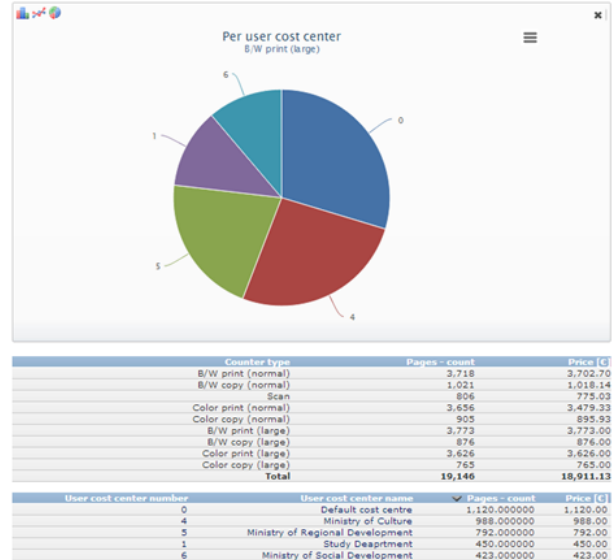 Per user cost center
B/W print (large)
6
0
1
5
4
Counter type Pages - count Price [€]
B/W print (normal) 3,718 3,702.70
B/W copy (normal) 1,021 1,018.14
Scan 806 775.03
Color print (normal) 3,656 3,479.33
Color copy (normal) 905 895.93
B/W print (large) 3,773 3,773.00
B/W copy (large) 876 876.00
Color print (large) 3,626 3,626.00
Color copy (large) 765 765.00
Total 19,146 18,911.13
User cost center number User cost center name Pages - count Price [€]
0 Default cost centre 1,120.000000 1,120.00
4 Ministry of Culture 988.000000 988.00
5 Ministry of Regional Development 792.000000 792.00
1 Study Deaprtment 450.000000 450.00
6 Ministry of Social Development 423.000000 423.00